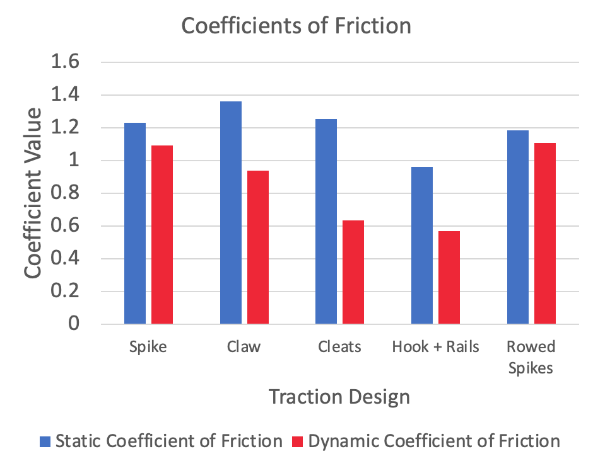 Coefficients of Friction
Coefficient Value
1.6
1.4
1.2
1
0.8
0.6
0.4
0.2
0
Spike Claw Cleats Hook + Rails Rowed
Spikes
Traction Design
Static Coefficient of Friction Dynamic Coefficient of Friction